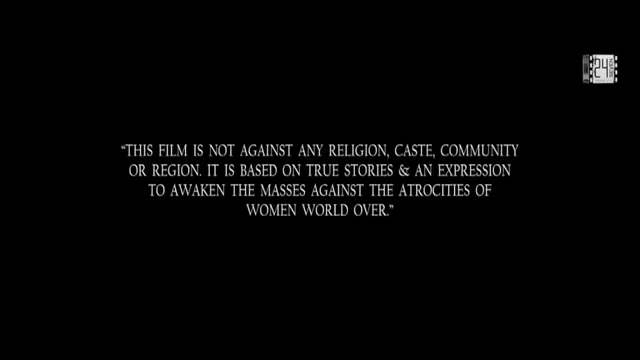 24
"THIS FILM IS NOT AGAINST ANY RELIGION, CASTE, COMMUNITY
OR REGION. IT IS BASED ON TRUE STORIES & AN EXPRESSION
TO AWAKEN THE MASSES AGAINST THE ATROCITIES OF
WOMEN WORLD OVER."